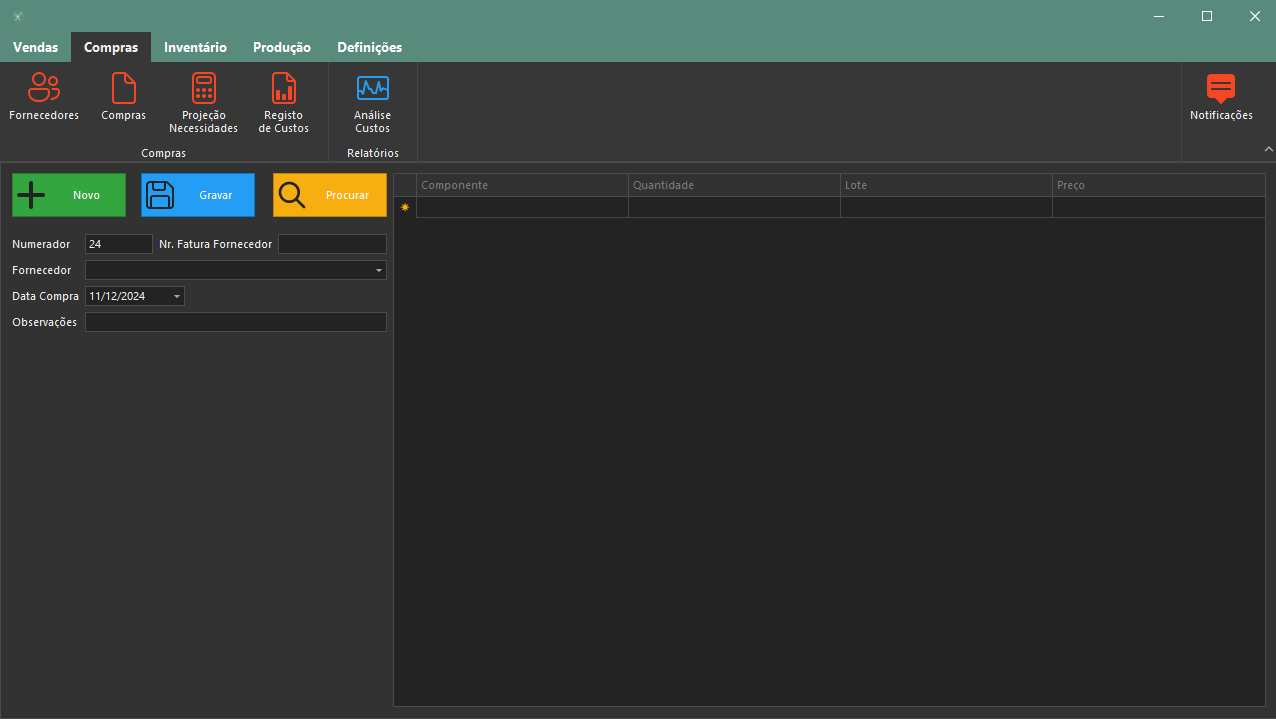 Vendas Compras Inventário Produção Definições
Fornecedores
Compras
Projeção
Necessidades
Registo
de Custos
Compras
Análise
Custos
Relatórios
Notificações
Novo
Gravar
Procurar
Numerador 24 Nr. Fatura Fornecedor
Fornecedor
Data Compra 11/12/2024
Observações
Componente Quantidade Lote Preço